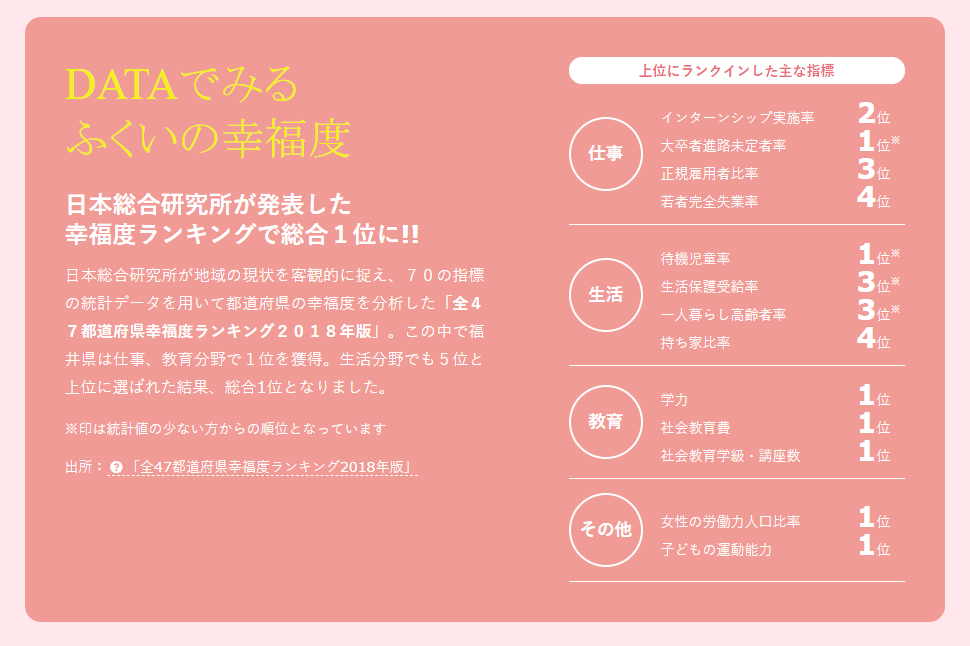 DATAでみる
ふくいの幸福度
日本総合研究所が発表した
幸福度ランキングで総合１位に!!
日本総合研究所が地域の現状を客観的に捉え、７０の指標
の統計データを用いて都道府県の幸福度を分析した「全４
７都道府県幸福度ランキング２０１８年版」。この中で福
井県は仕事、教育分野で１位を獲得。生活分野でも５位と
上位に選ばれた結果、総合1位となりました。
※印は統計値の少ない方からの順位となっています
出所：?「全47都道府県幸福度ランキング2018年版」
上位にランクインした主な指標
仕事
インターンシップ実施率 2位
大卒者進路未定者率 1位※
正規雇用者比率 3位
若者完全失業率 4位
生活
待機児童率 1位※
生活保護受給率 3位※
一人暮らし高齢者率 3位※
持ち家比率 4位
教育
学力 1位
社会教育費 1位
社会教育学級・講座数 1位
その他
女性の労働力人口比率 1位
子どもの運動能力 1位